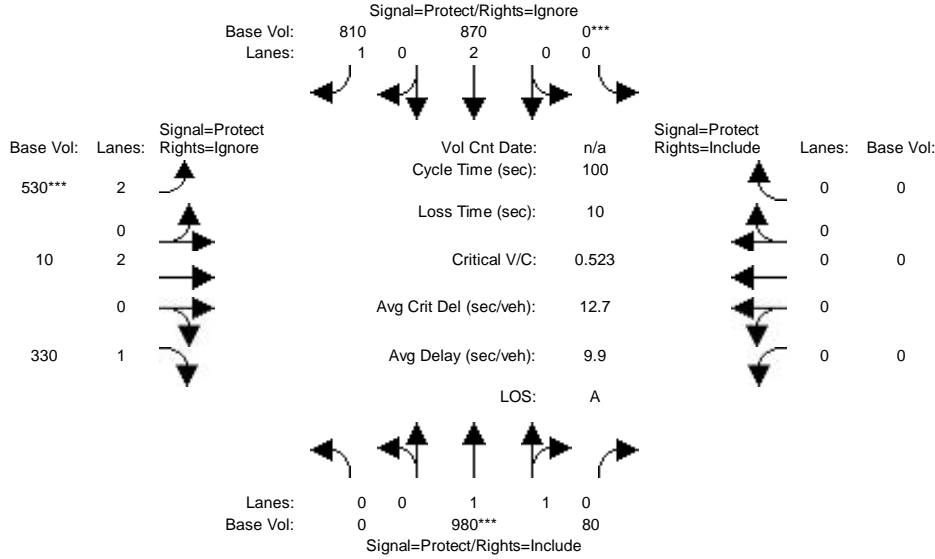 Signal=Protect/Rights=Ignore
Base Vol: 810 870 0***
Lanes: 1 0 2 0 0
Signal=Protect
Base Vol: Lanes: Rights=Ignore
Vol Cnt Date: n/a
Signal=Protect
Rights=Include Lanes: Base Vol:
Cycle Time (sec): 100
530*** 2
0 0
Loss Time (sec): 10
0
0
10 2
Critical V/C: 0.523
0 0
0
Avg Crit Del (sec/veh): 12.7
0
330 1
Avg Delay (sec/veh): 9.9
0 0
LOS: A
Lanes: 0 0 1 1 0
Base Vol: 0 980*** 80
Signal=Protect/Rights=Include